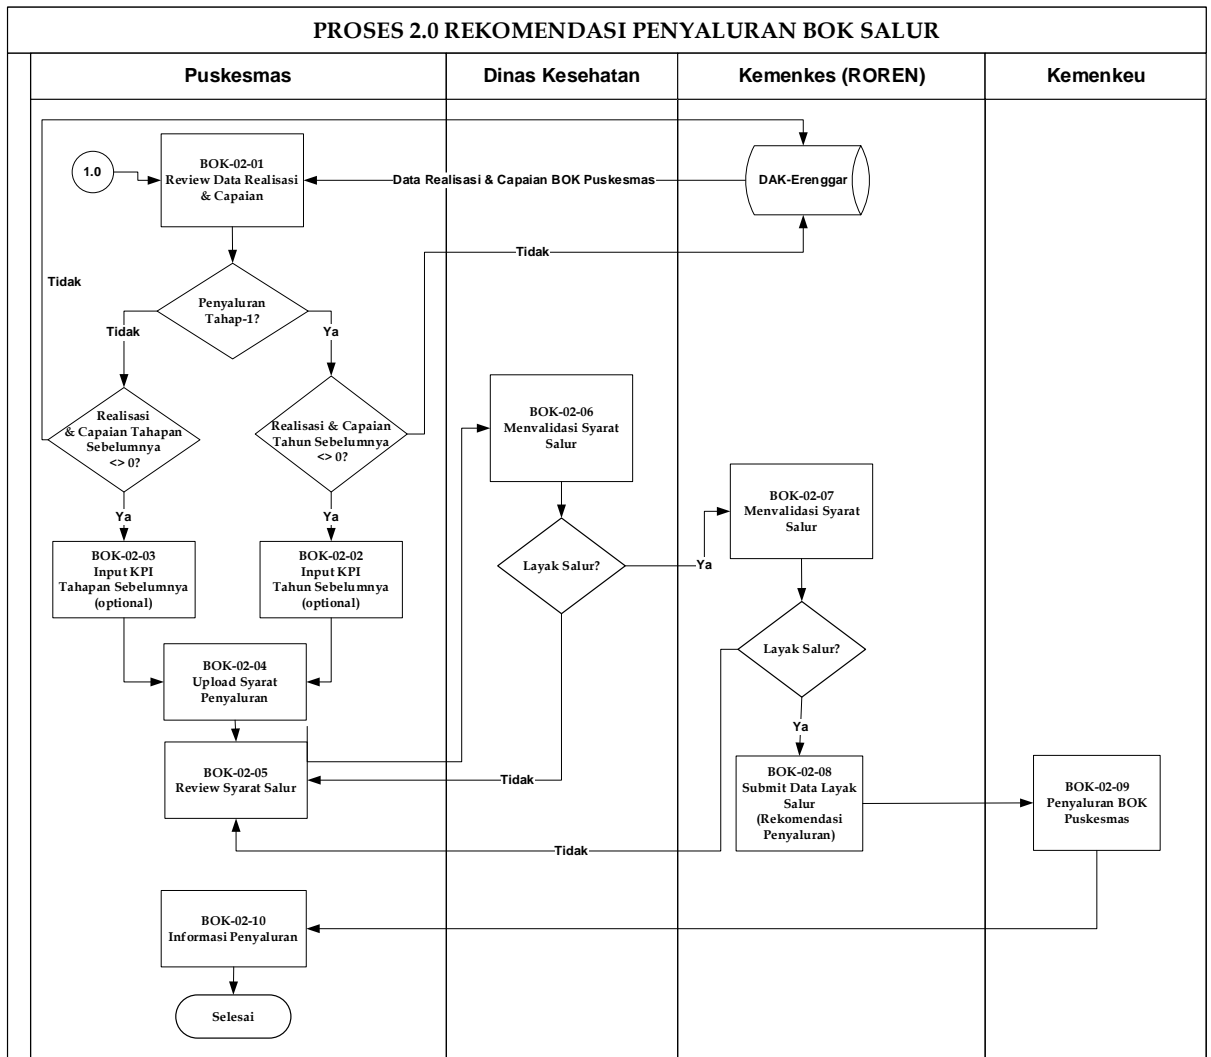 PROSES 2.0 REKOMENDASI PENYALURAN BOK SALUR
Puskesmas
Dinas Kesehatan
Kemenkes (ROREN)
Kemenkeu
1.0
BOK-02-01
Review Data Realisasi
& Capaian
Data Realisasi & Capaian BOK Puskesmas
DAK-Erenggar
Tidak
Tidak
Penyaluran
Tahap-1?
Tidak
Ya
Realisasi
& Capaian Tahapan
Sebelumnya
<> 0?
Realisasi & Capaian
Tahun Sebelumnya
<> 0?
BOK-02-06
Menvalidasi Syarat
Salur
BOK-02-07
Menvalidasi Syarat
Salur
Ya
Ya
BOK-02-03
Input KPI
Tahapan Sebelumnya
(optional)
BOK-02-02
Input KPI
Tahun Sebelumnya
(optional)
Layak Salur?
Ya
BOK-02-04
Upload Syarat
Penyaluran
Layak Salur?
Ya
BOK-02-05
Review Syarat Salur
Tidak
BOK-02-08
Submit Data Layak
Salur
(Rekomendasi
Penyaluran)
BOK-02-09
Penyaluran BOK
Puskesmas
Tidak
BOK-02-10
Informasi Penyaluran
Selesai